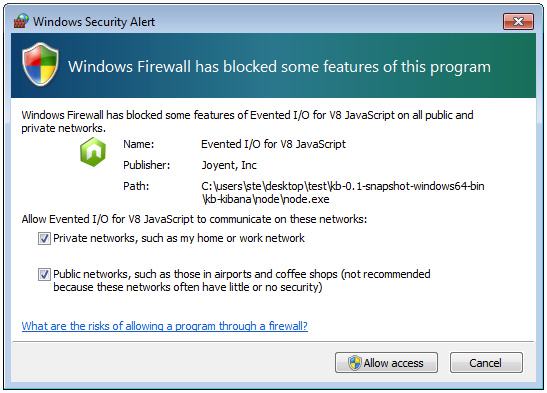 Windows Security Alert
Windows Firewall has blocked some features of this program
Windows Firewall has blocked some features of Evented I/O for V8 JavaScript on all public and
private networks.
Name: Evented I/O for V8 JavaScript
Publisher: Joyent, Inc
Path: C:\users\ste\desktop\test\kb-0.1-snapshot-windows64-bin
\kb-kibana\node\node.exe
Allow Evented I/O for V8 JavaScript to communicate on these networks:
Private networks, such as my home or work network
Public networks, such as those in airports and coffee shops (not recommended
because these networks often have little or no security)
What are the risks of allowing a program through a firewall?
Allow access Cancel